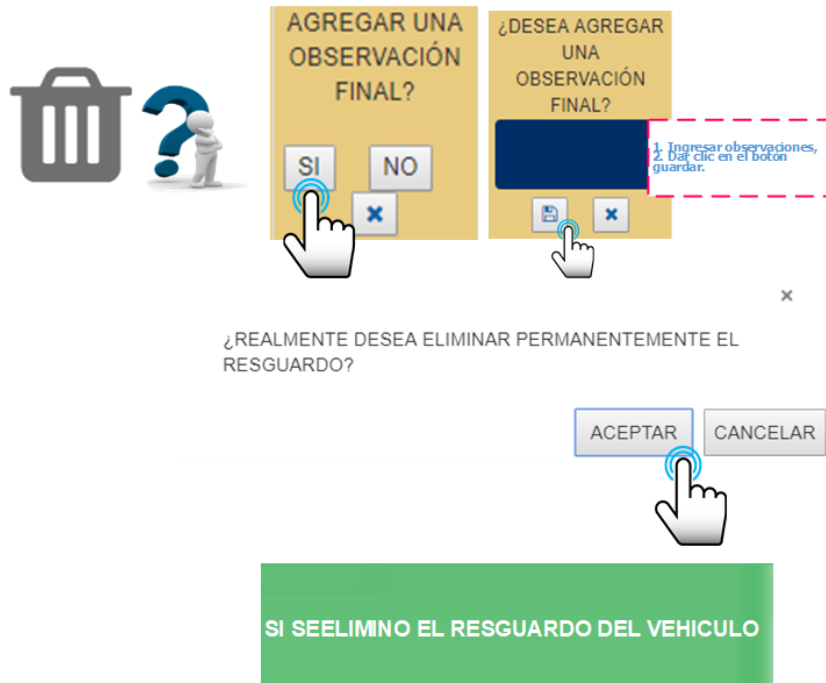 AGREGAR UNA
OBSERVACIÓN
FINAL?
SI
NO
¿DESEA AGREGAR
UNA
OBSERVACIÓN
FINAL?
1. Ingresar observaciones,
2. Dar clic en el botón
guardar.
¿REALMENTE DESEA ELIMINAR PERMANENTEMENTE EL
RESGUARDO?
ACEPTAR
CANCELAR
SI SEELIMINO EL RESGUARDO DEL VEHICULO